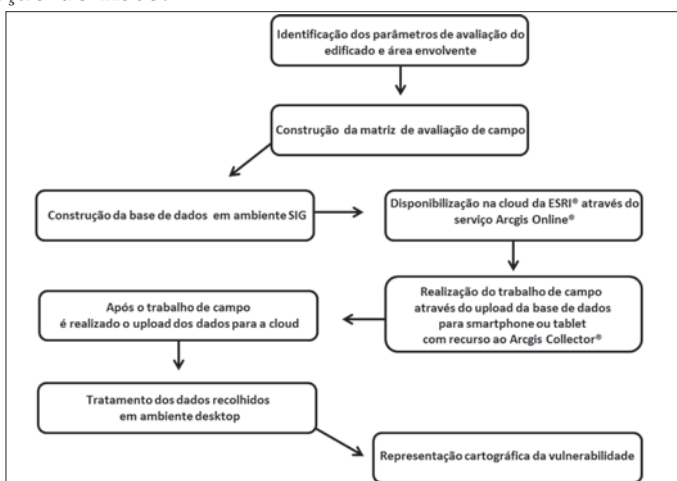 Identificação dos parâmetros de avaliação do
edificado e área envolvente
Construção da matriz de avaliação de campo
Construção da base de dados em ambiente SIG
Disponibilização na cloud da ESRI® através do
serviço Arcgis Online®
Realização do trabalho de campo
através do upload da base de dados
para smartphone ou tablet
com recurso ao Arcgis Collector®
Após o trabalho de campo
é realizado o upload dos dados para a cloud
Tratamento dos dados recolhidos
em ambiente desktop
Representação cartográfica da vulnerabilidade